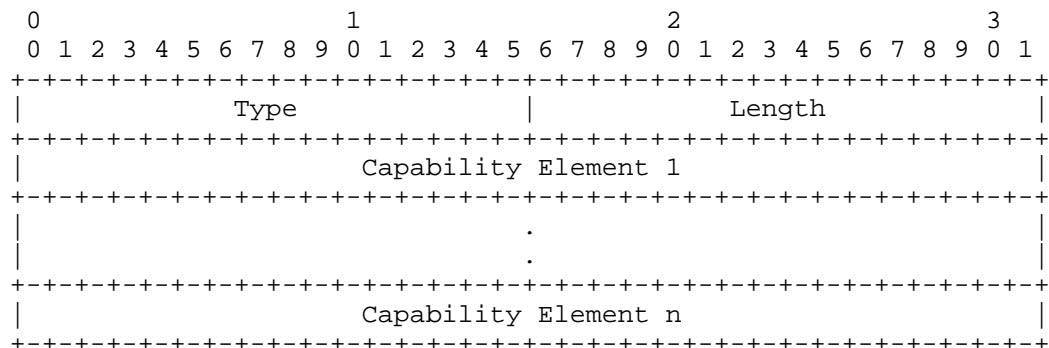 0                   1                   2                   3
 0 1 2 3 4 5 6 7 8 9 0 1 2 3 4 5 6 7 8 9 0 1 2 3 4 5 6 7 8 9 0 1
+-+-+-+-+-+-+-+-+-+-+-+-+-+-+-+-+-+-+-+-+-+-+-+-+-+-+-+-+-+-+-+-+
|             Type              |            Length             |
+-+-+-+-+-+-+-+-+-+-+-+-+-+-+-+-+-+-+-+-+-+-+-+-+-+-+-+-+-+-+-+-+
|                     Capability Element 1                      |
+-+-+-+-+-+-+-+-+-+-+-+-+-+-+-+-+-+-+-+-+-+-+-+-+-+-+-+-+-+-+-+-+
|                               .                               |
|                               .                               |
+-+-+-+-+-+-+-+-+-+-+-+-+-+-+-+-+-+-+-+-+-+-+-+-+-+-+-+-+-+-+-+-+
|                     Capability Element n                      |
+-+-+-+-+-+-+-+-+-+-+-+-+-+-+-+-+-+-+-+-+-+-+-+-+-+-+-+-+-+-+-+-+